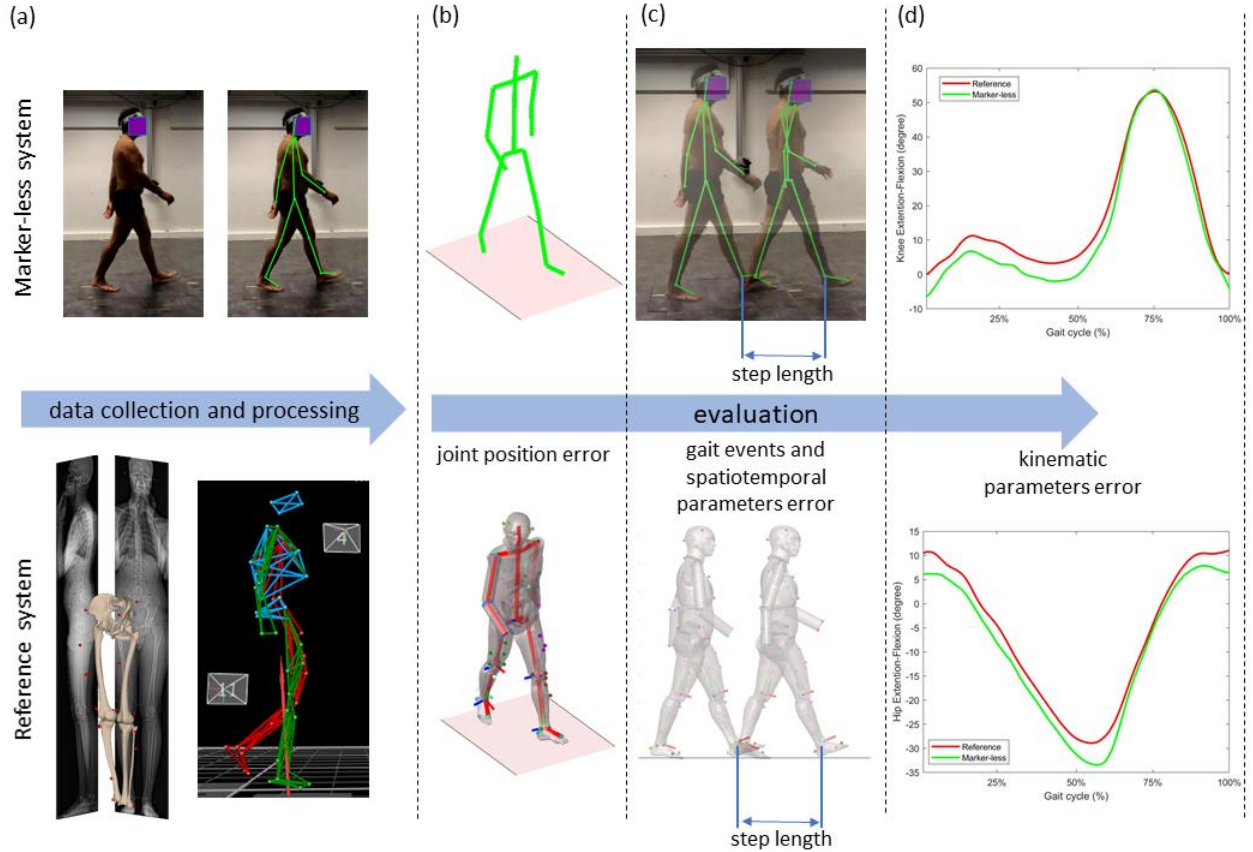 (a)
(b)
(c)
(d)
Marker-less system
step length
60
50
40
30
20
10
0
-10
Knee Extention-Flexion (degree)
Reference
Marker-less
25%
50%
75%
100%
Gait cycle (%)
data collection and processing
evaluation
joint position error
gait events and
spatiotemporal
parameters error
kinematic
parameters error
Reference system
4
11
step length
15
10
5
0
-5
-10
-15
-20
-25
-30
-35
Hip Extention-Flexion (degree)
Reference
Marker-less
0
25%
50%
75%
100%
Gait cycle (%)